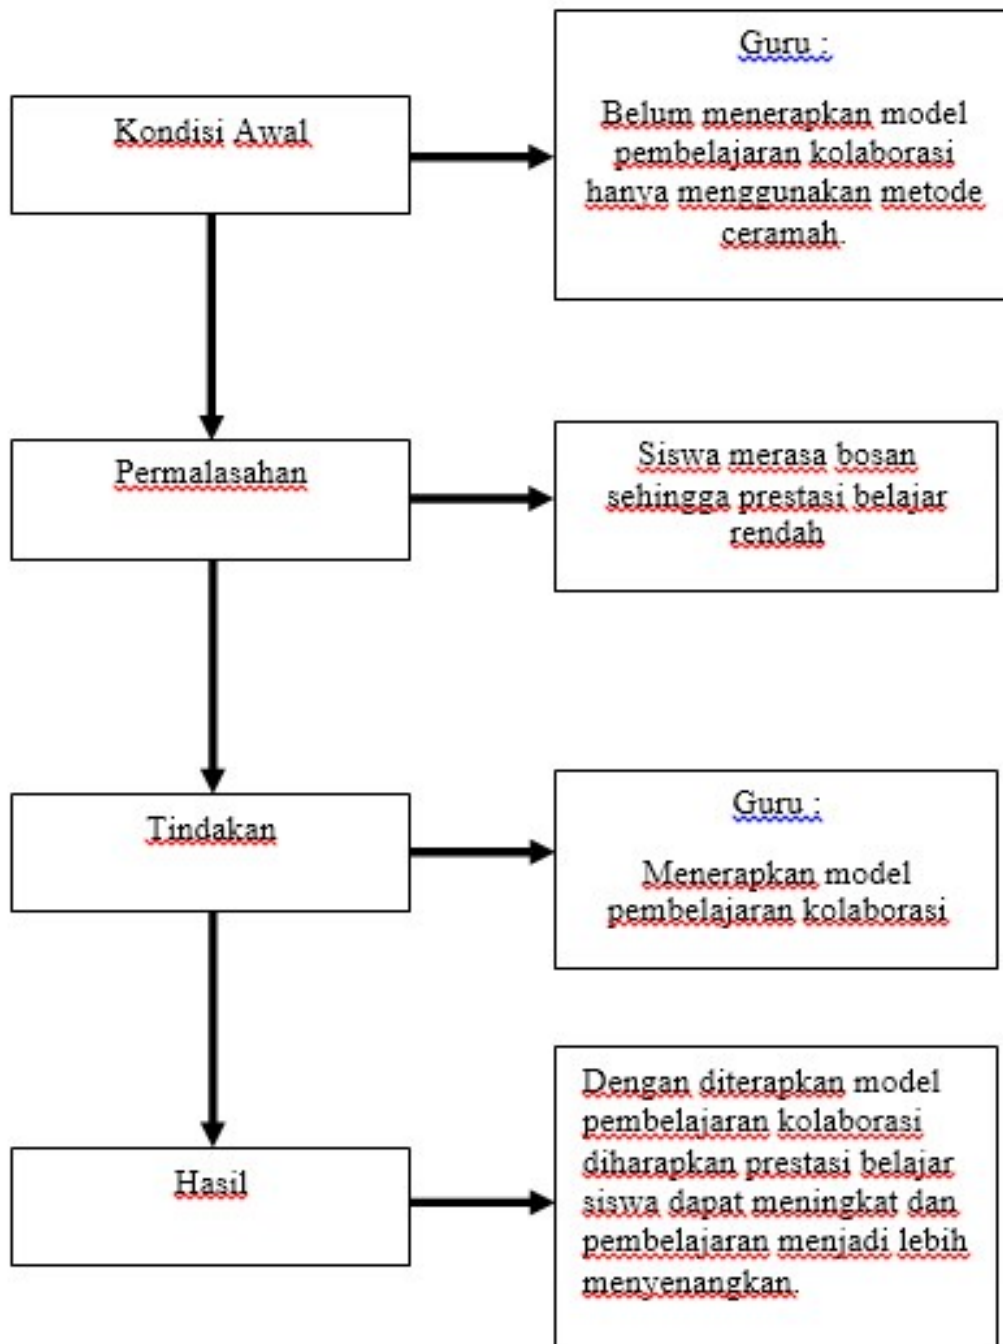 Kondisi Awal
Guru :
Belum menerapkan model
pembelajaran kolaborasi
hanya menggunakan metode
ceramah.
Permalasahan
Siswa merasa bosan
sehingga prestasi belajar
rendah
Tindakan
Guru :
Menerapkan model
pembelajaran kolaborasi
Hasil
Dengan diterapkan model
pembelajaran kolaborasi
diharapkan prestasi belajar
siswa dapat meningkat dan
pembelajaran menjadi lebih
menyenangkan.